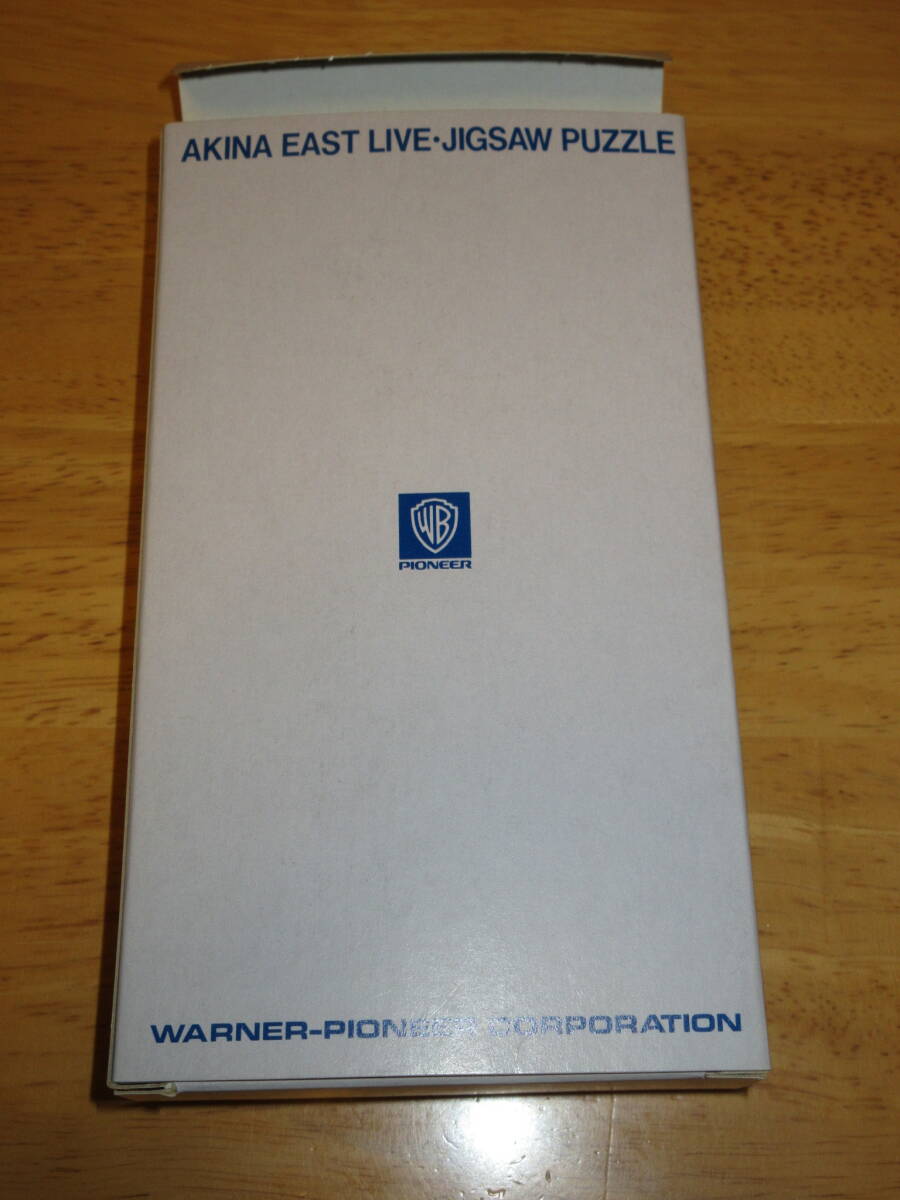 AKINA EAST LIVE·JIGSAW PUZZLE
WB
PIONEER
WARNER-PIONEER CORPORATION